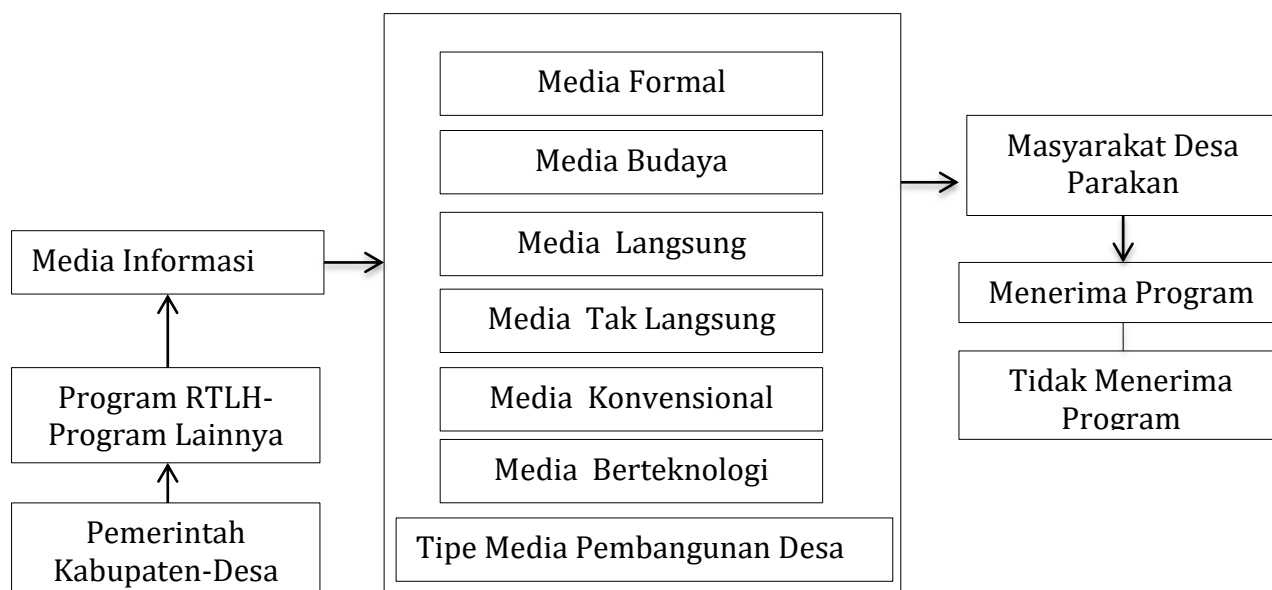 Media Informasi
Program RTLH-
Program Lainnya
Pemerintah
Kabupaten-Desa
Media Formal
Media Budaya
Media Langsung
Media Tak Langsung
Media Konvensional
Media Berteknologi
Tipe Media Pembangunan Desa
Masyarakat Desa
Parakan
Menerima Program
Tidak Menerima
Program